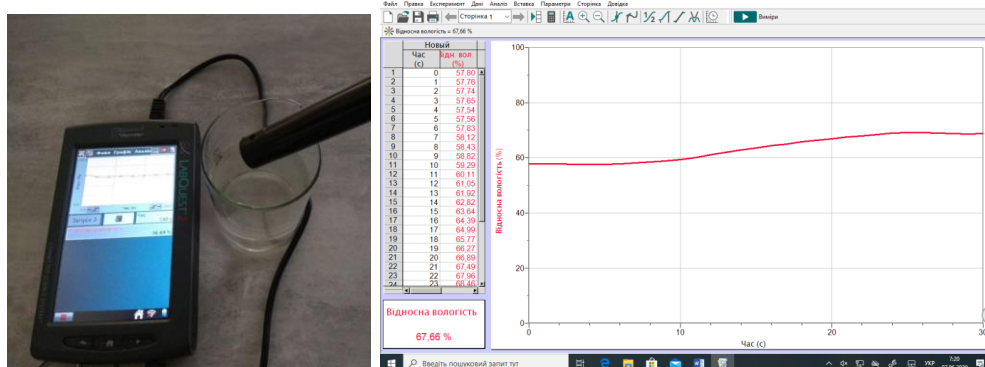 LABQUEST 2
Файл Правка Експеримент Дані Аналіз Вставка Параметри Сторінка Довідка
Сторінка 1
Виміри
Відносна вологість = 67,66 %
Новый
Час Відн. вол.
(с) (%)
1 0 57,80
2 1 57,76
3 2 57,74
4 3 57,65
5 4 57,54
6 5 57,56
7 6 57,83
8 7 58,12
9 8 58,43
10 9 58,82
11 10 59,29
12 11 60,11
13 12 61,05
14 13 61,92
15 14 62,82
16 15 63,64
17 16 64,39
18 17 64,99
19 18 65,77
20 19 66,27
21 20 66,89
22 21 67,49
23 22 67,96
24 23 68,46
Відносна вологість
67,66 %
100
80
60
40
20
0
Відносна вологість (%)
0 10 20 30
Час (с)
Введіть пошуковий запит тут
УКР
7:20